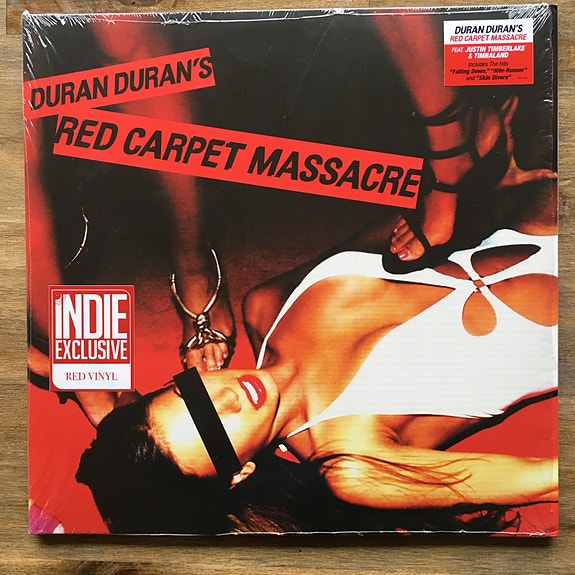 DURAN DURAN'S
RED CARPET MASSACRE
DURAN DURAN'S
RED CARPET MASSACRE
FEAT. JUSTIN TIMBERLAKE
& TIMBALAND
Includes The Hits
"Falling Down," "Nite-Runner"
and "Skin Divers"
iNDIE
EXCLUSIVE
RED VINYL